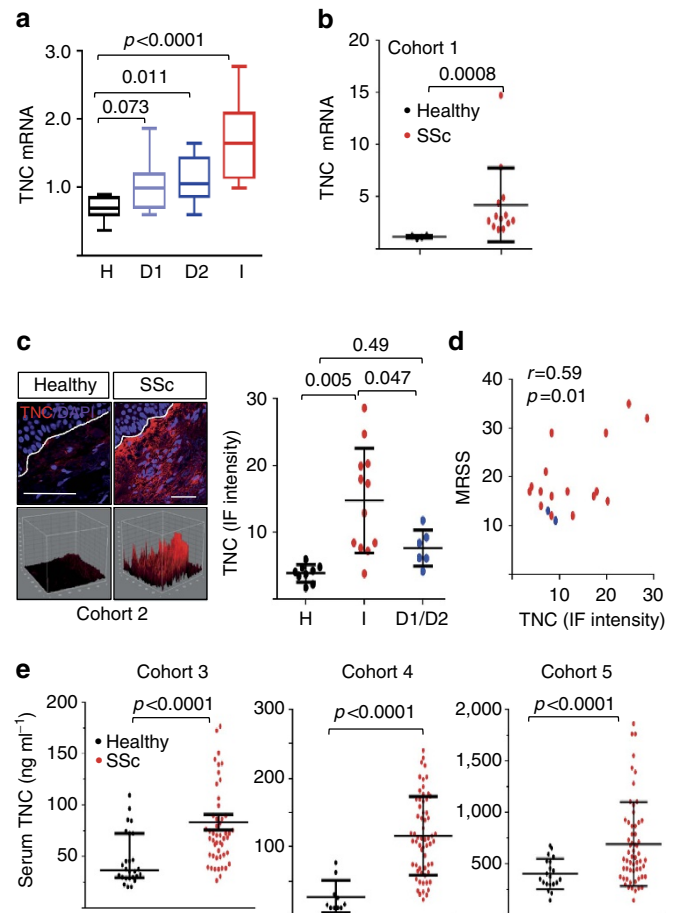 a
TNC mRNA
3.0
2.0
1.0
p<0.0001
0.011
0.073
H D1 D2 I
b
TNC mRNA
20
15
10
5
Cohort 1
0.0008
Healthy
SSc
c
Healthy
SSc
TNC/DAPI
Cohort 2
TNC (IF intensity)
30
20
10
0.49
0.005
0.047
H I D1/D2
d
r=0.59
p=0.01
MRSS
40
30
20
10
10 20 30
TNC (IF intensity)
e
Serum TNC (ng ml⁻¹)
Cohort 3
200
150
100
50
p<0.0001
Healthy
SSc
Cohort 4
300
200
100
p<0.0001
Cohort 5
2,000
1,500
1,000
500
p<0.0001